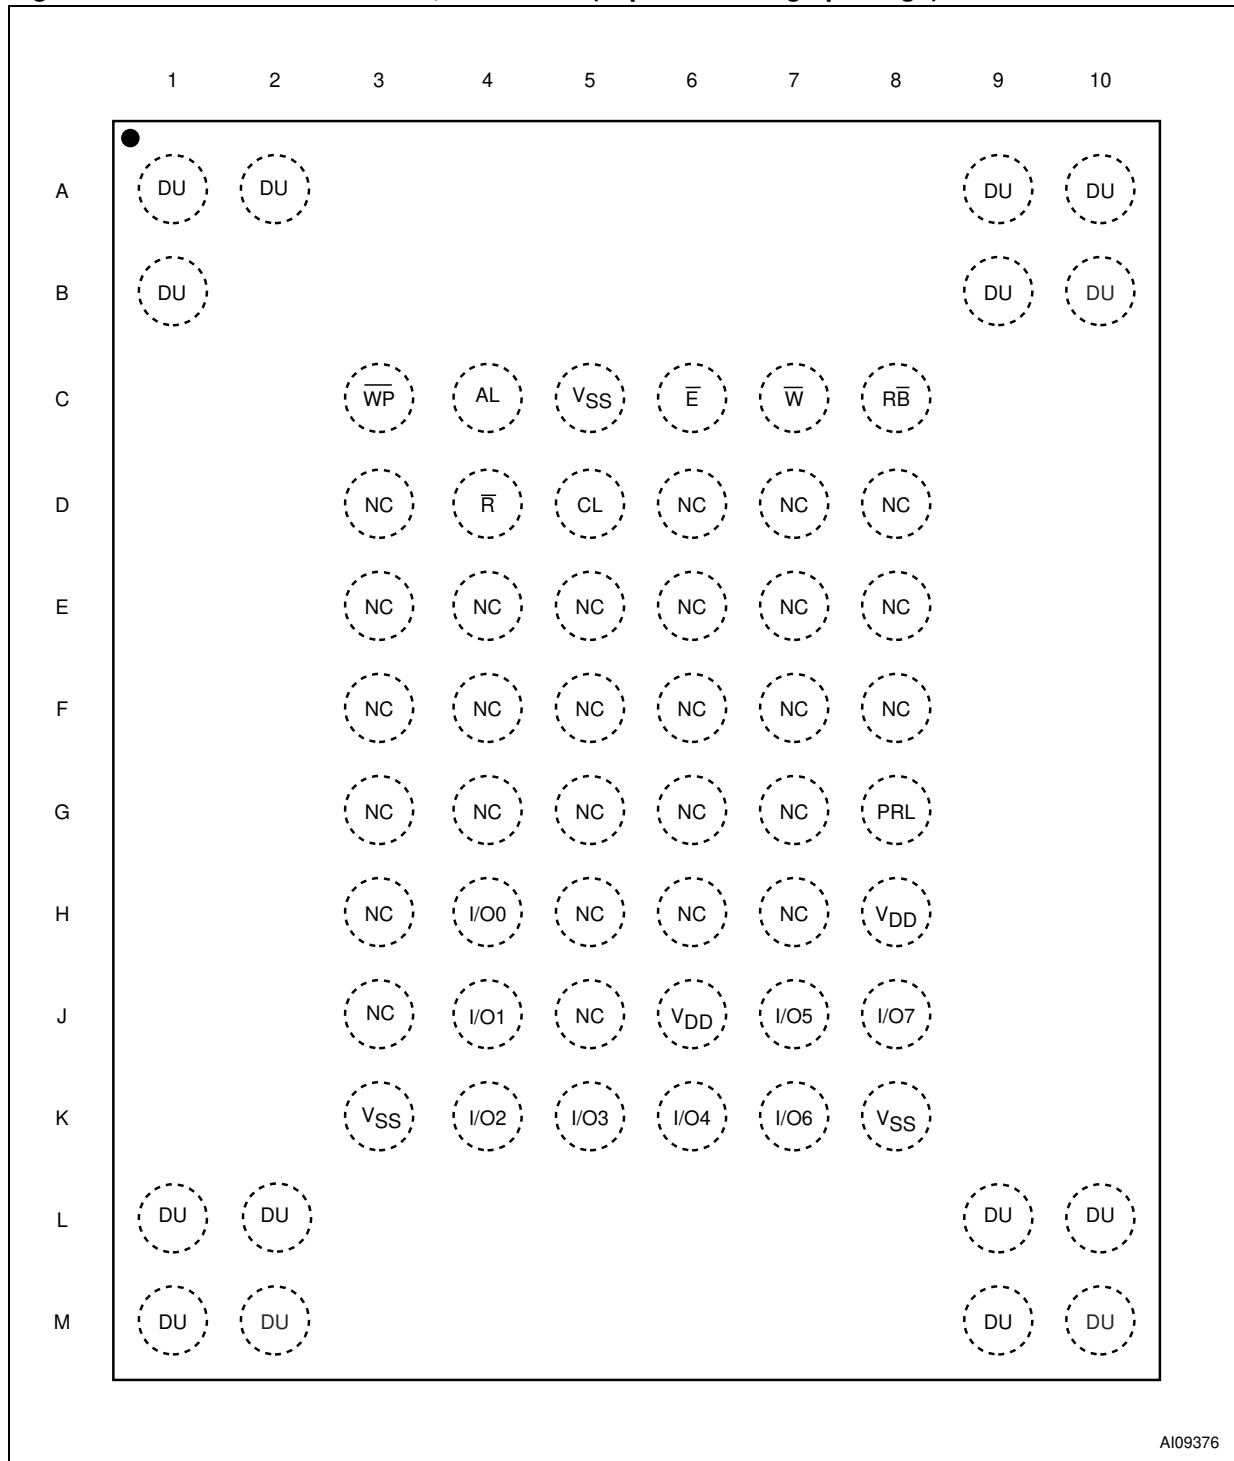 1 2 3 4 5 6 7 8 9 10
A DU DU DU DU
B DU DU DU
C W̅P̅ AL VSS E̅ W̅ RB̅
D NC R̅ CL NC NC NC
E NC NC NC NC NC NC
F NC NC NC NC NC NC
G NC NC NC NC NC PRL
H NC I/O0 NC NC NC VDD
J NC I/O1 NC VDD I/O5 I/O7
K VSS I/O2 I/O3 I/O4 I/O6 VSS
L DU DU DU DU
M DU DU DU DU
AI09376